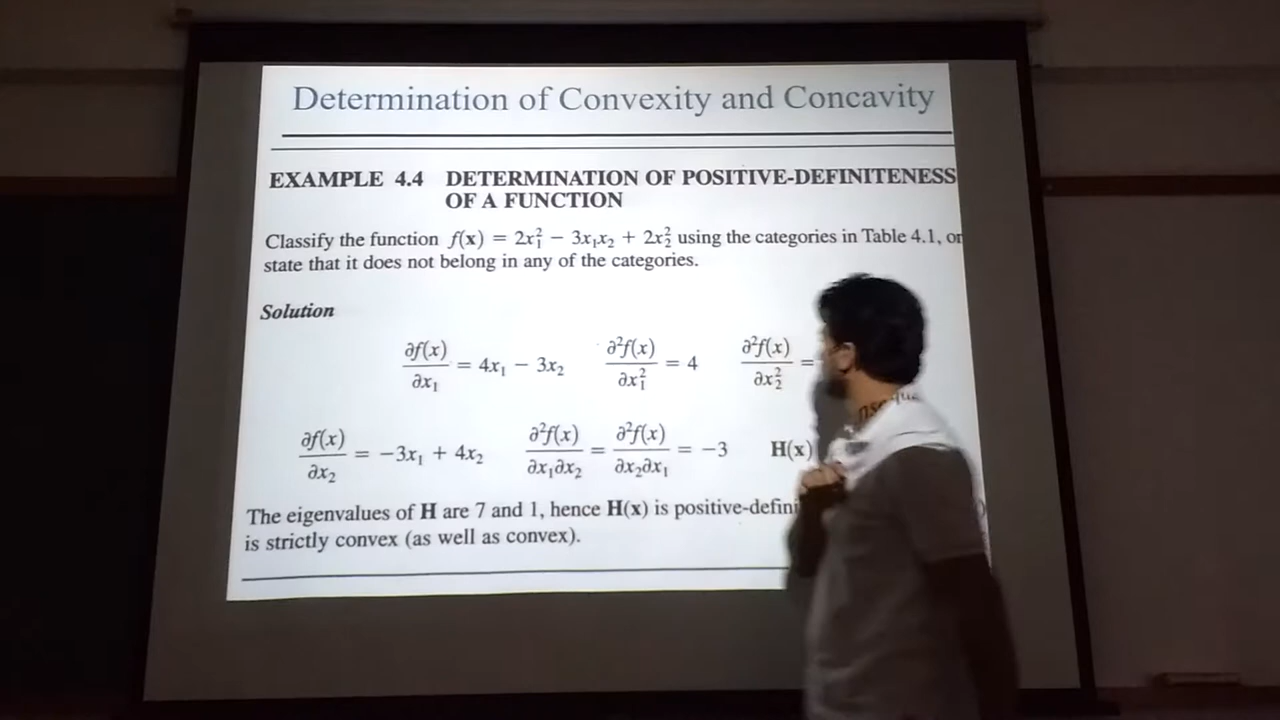 Determination of Convexity and Concavity
EXAMPLE 4.4 DETERMINATION OF POSITIVE-DEFINITENESS
OF A FUNCTION
Classify the function f(x) = 2x₁² − 3x₁x₂ + 2x₂² using the categories in Table 4.1, or
state that it does not belong in any of the categories.
Solution
∂f(x)/∂x₁ = 4x₁ − 3x₂ ∂²f(x)/∂x₁² = 4 ∂²f(x)/∂x₂² =
∂f(x)/∂x₂ = −3x₁ + 4x₂ ∂²f(x)/∂x₁∂x₂ = ∂²f(x)/∂x₂∂x₁ = −3 H(x)
The eigenvalues of H are 7 and 1, hence H(x) is positive-defini
is strictly convex (as well as convex).